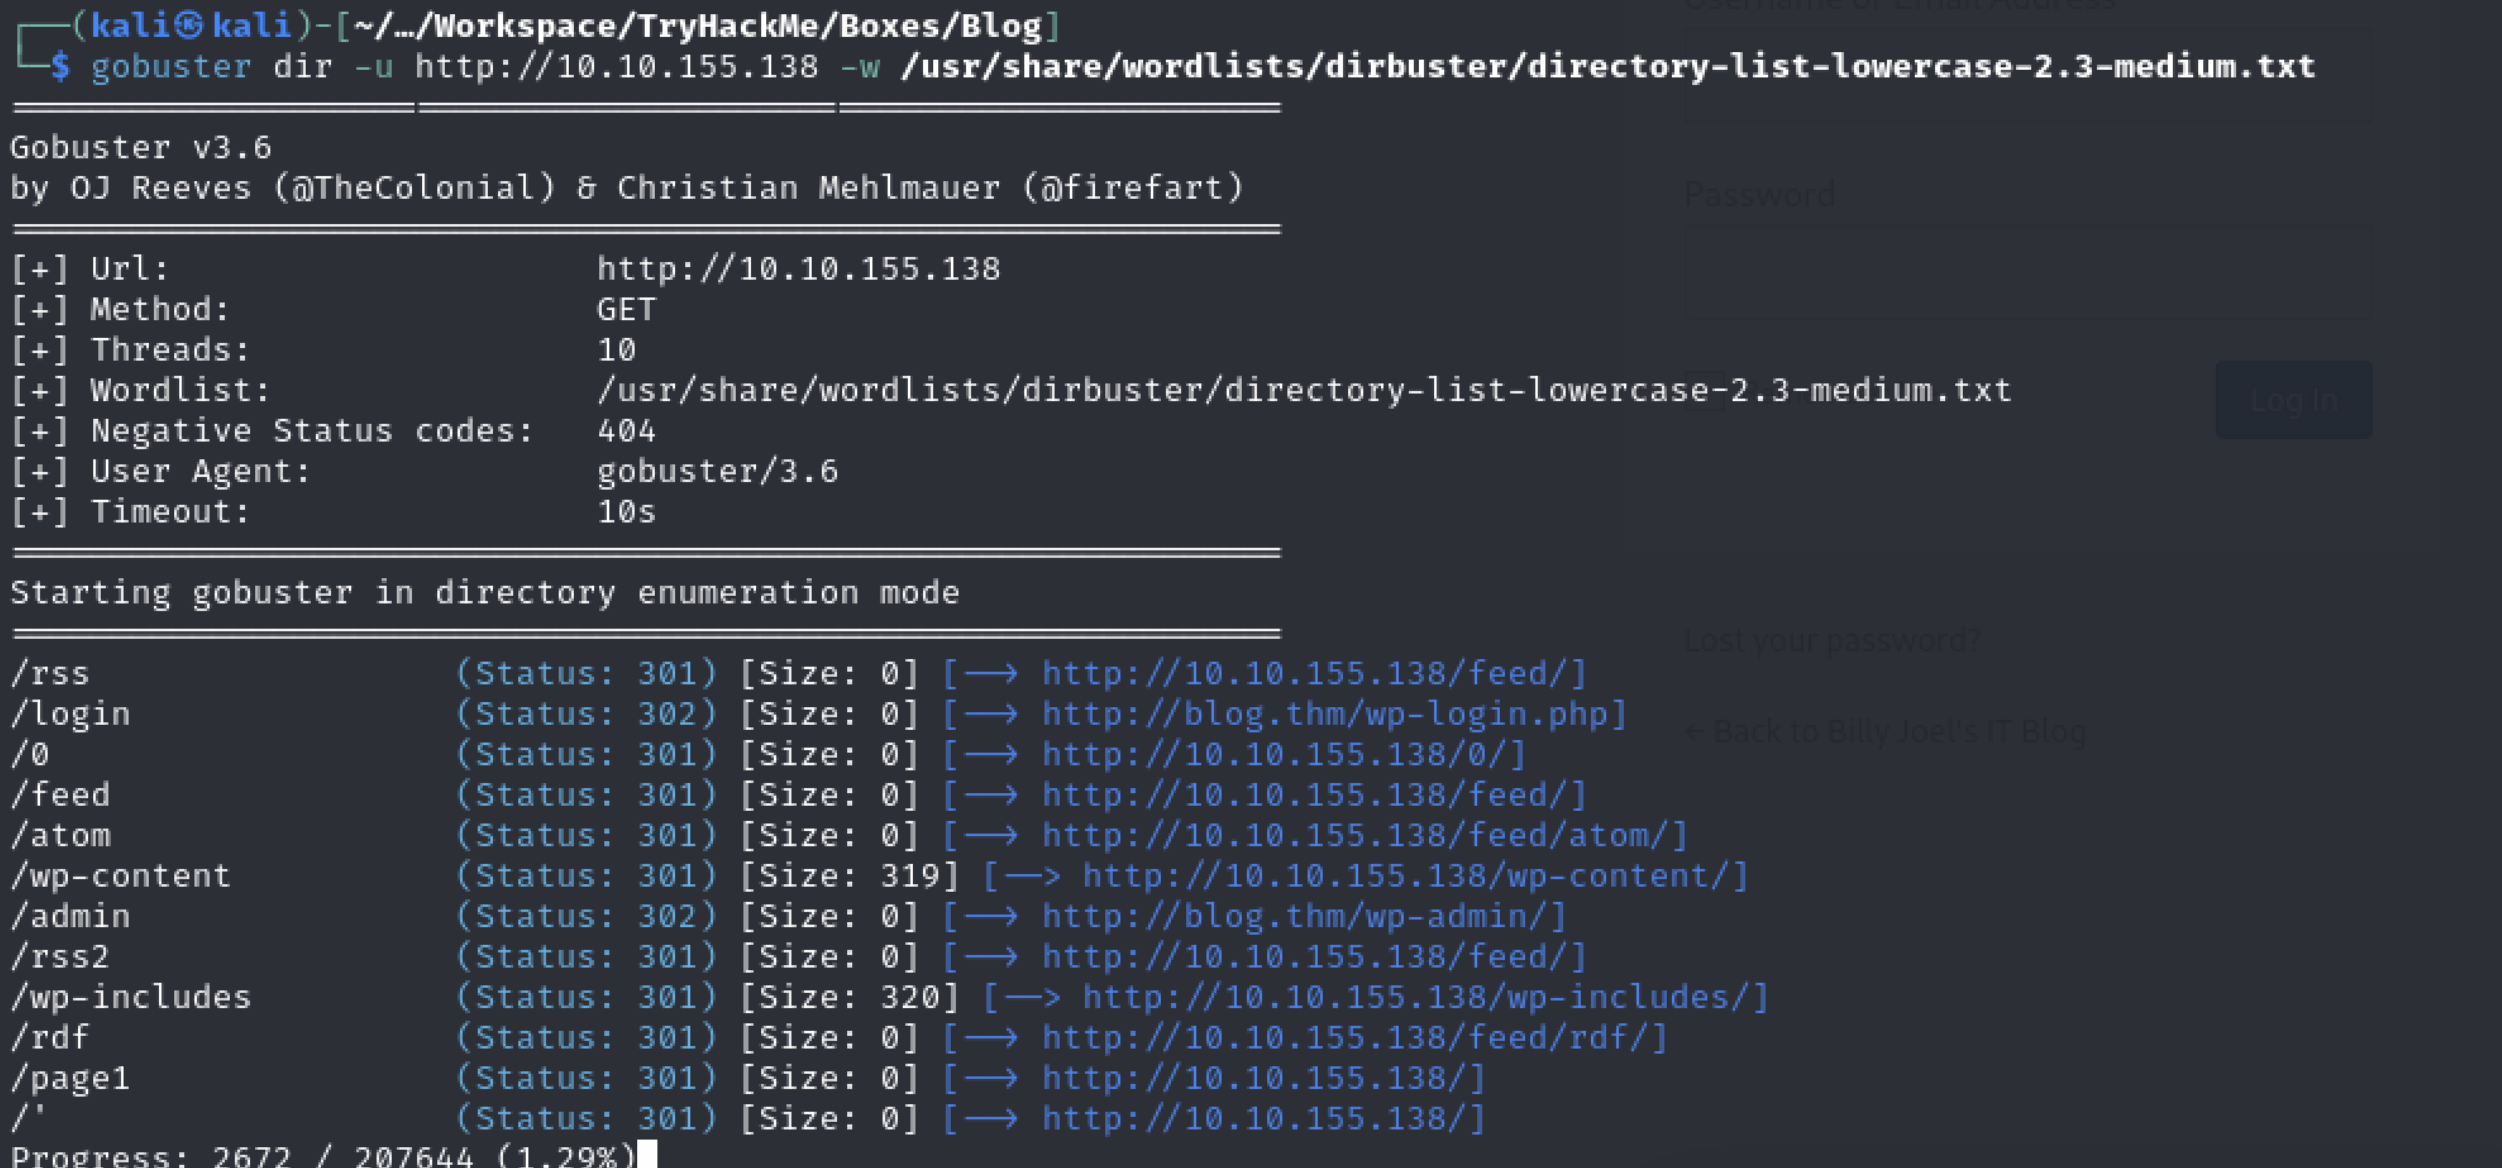 ┌──(kali㉿kali)-[~/…/Workspace/TryHackMe/Boxes/Blog]
└─$ gobuster dir -u http://10.10.155.138 -w /usr/share/wordlists/dirbuster/directory-list-lowercase-2.3-medium.txt
Gobuster v3.6
by OJ Reeves (@TheColonial) & Christian Mehlmauer (@firefart)
[+] Url: http://10.10.155.138
[+] Method: GET
[+] Threads: 10
[+] Wordlist: /usr/share/wordlists/dirbuster/directory-list-lowercase-2.3-medium.txt
[+] Negative Status codes: 404
[+] User Agent: gobuster/3.6
[+] Timeout: 10s
Starting gobuster in directory enumeration mode
/rss (Status: 301) [Size: 0] [--> http://10.10.155.138/feed/]
/login (Status: 302) [Size: 0] [--> http://blog.thm/wp-login.php]
/0 (Status: 301) [Size: 0] [--> http://10.10.155.138/0/]
/feed (Status: 301) [Size: 0] [--> http://10.10.155.138/feed/]
/atom (Status: 301) [Size: 0] [--> http://10.10.155.138/feed/atom/]
/wp-content (Status: 301) [Size: 319] [--> http://10.10.155.138/wp-content/]
/admin (Status: 302) [Size: 0] [--> http://blog.thm/wp-admin/]
/rss2 (Status: 301) [Size: 0] [--> http://10.10.155.138/feed/]
/wp-includes (Status: 301) [Size: 320] [--> http://10.10.155.138/wp-includes/]
/rdf (Status: 301) [Size: 0] [--> http://10.10.155.138/feed/rdf/]
/page1 (Status: 301) [Size: 0] [--> http://10.10.155.138/]
/' (Status: 301) [Size: 0] [--> http://10.10.155.138/]
Progress: 2672 / 207644 (1.29%)
Username or Email Address
Password
Log In
Lost your password?
← Back to Billy Joel's IT Blog